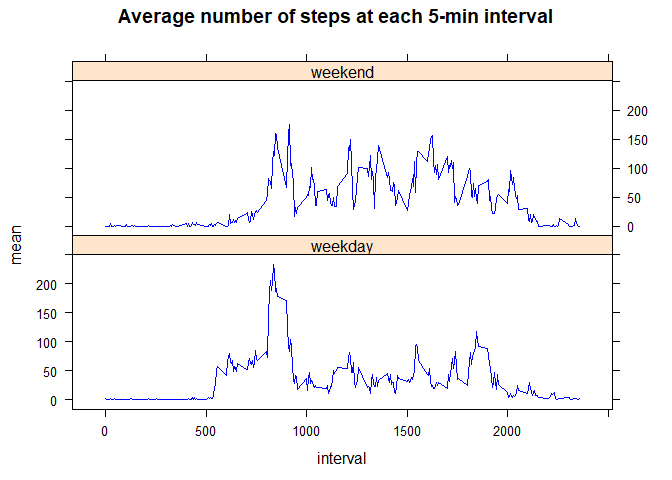 Average number of steps at each 5-min interval
weekend
200
150
100
50
0
mean
weekday
200
150
100
50
0
0 500 1000 1500 2000
interval